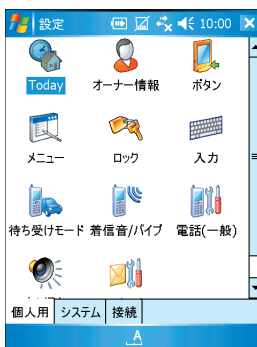 設定 10:00
Today オーナー情報 ボタン
メニュー ロック 入力
待ち受けモード 着信音/バイブ 電話(一般)
個人用 システム 接続
A